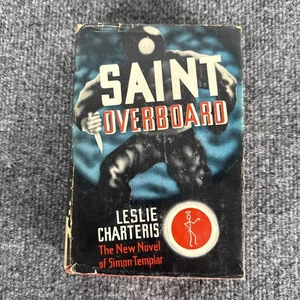 SAINT
OVERBOARD
LESLIE
CHARTERIS
The New Novel
of Simon Templar